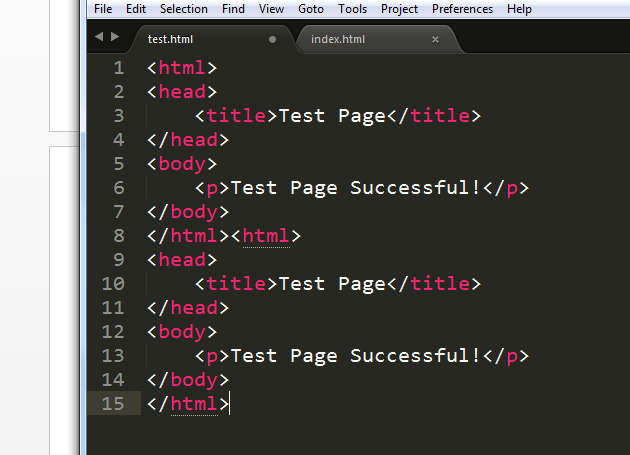 File Edit Selection Find View Goto Tools Project Preferences Help
test.html index.html ×
1 <html>
2 <head>
3     <title>Test Page</title>
4 </head>
5 <body>
6     <p>Test Page Successful!</p>
7 </body>
8 </html><html>
9 <head>
10     <title>Test Page</title>
11 </head>
12 <body>
13     <p>Test Page Successful!</p>
14 </body>
15 </html>